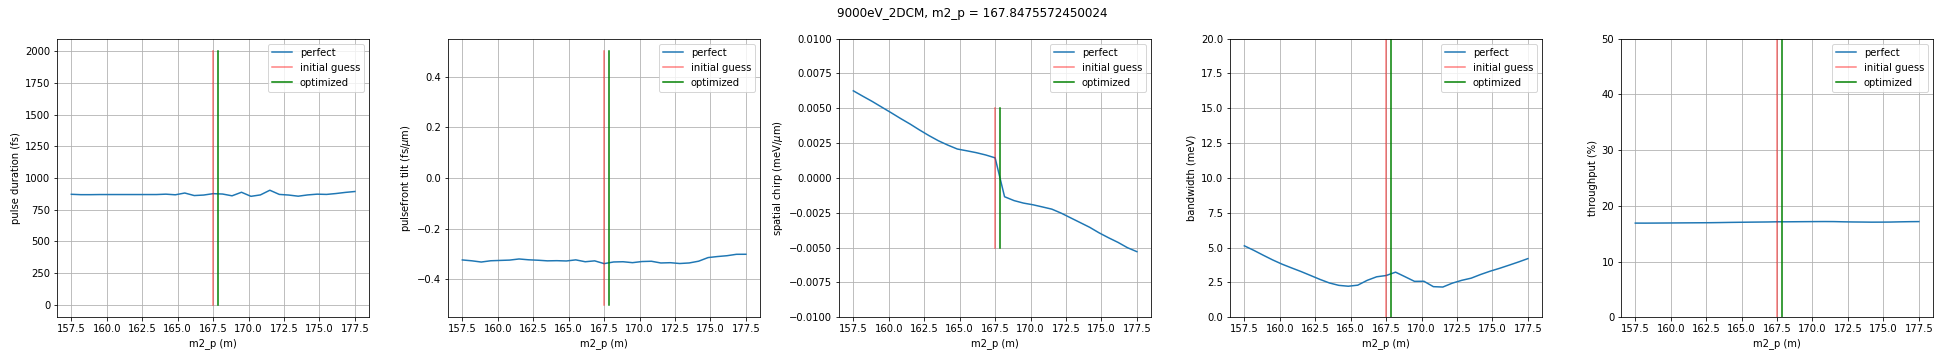 9000eV_2DCM, m2_p = 167.8475572450024
pulse duration (fs)
2000
1750
1500
1250
1000
750
500
250
0
157.5 160.0 162.5 165.0 167.5 170.0 172.5 175.0 177.5
m2_p (m)
perfect
initial guess
optimized
pulsefront tilt (fs/μm)
0.4
0.2
0.0
−0.2
−0.4
157.5 160.0 162.5 165.0 167.5 170.0 172.5 175.0 177.5
m2_p (m)
perfect
initial guess
optimized
spatial chirp (meV/μm)
0.0100
0.0075
0.0050
0.0025
0.0000
−0.0025
−0.0050
−0.0075
−0.0100
157.5 160.0 162.5 165.0 167.5 170.0 172.5 175.0 177.5
m2_p (m)
perfect
initial guess
optimized
bandwidth (meV)
20.0
17.5
15.0
12.5
10.0
7.5
5.0
2.5
0.0
157.5 160.0 162.5 165.0 167.5 170.0 172.5 175.0 177.5
m2_p (m)
perfect
initial guess
optimized
throughput (%)
50
40
30
20
10
0
157.5 160.0 162.5 165.0 167.5 170.0 172.5 175.0 177.5
m2_p (m)
perfect
initial guess
optimized